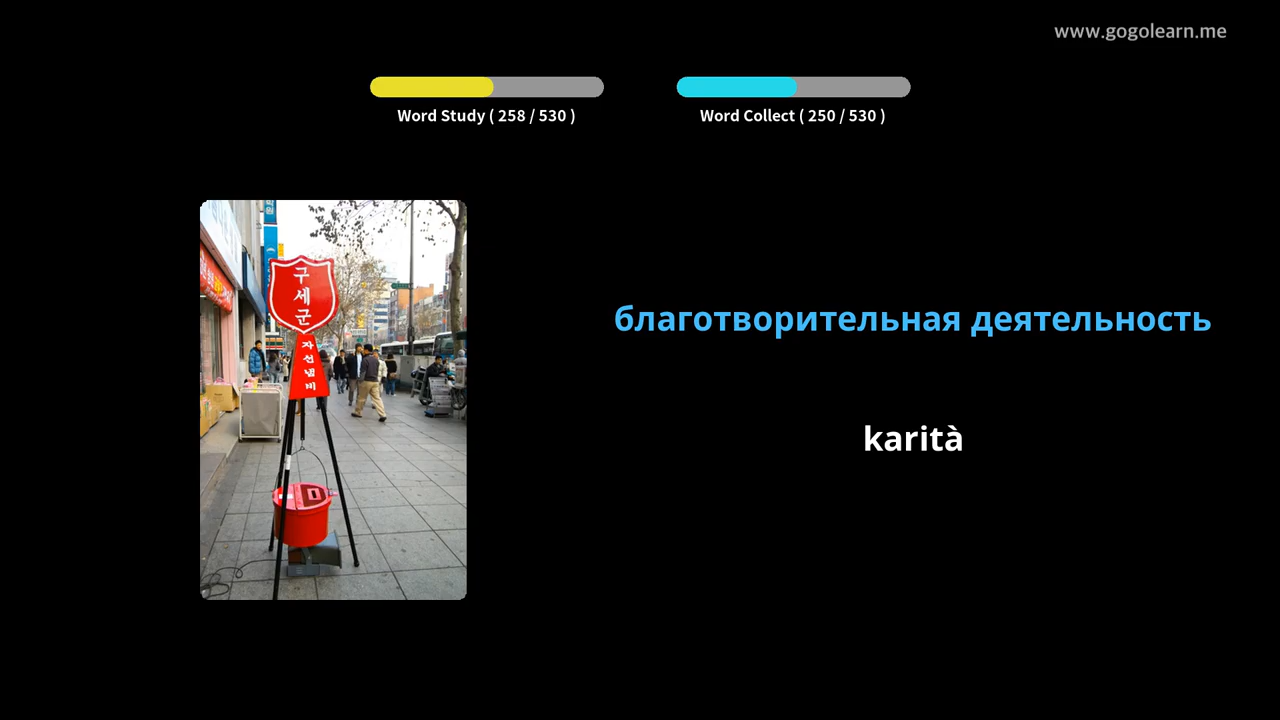 www.gogolearn.me
Word Study ( 258 / 530 )
Word Collect ( 250 / 530 )
구세군
자선냄비
благотворительная деятельность
karità